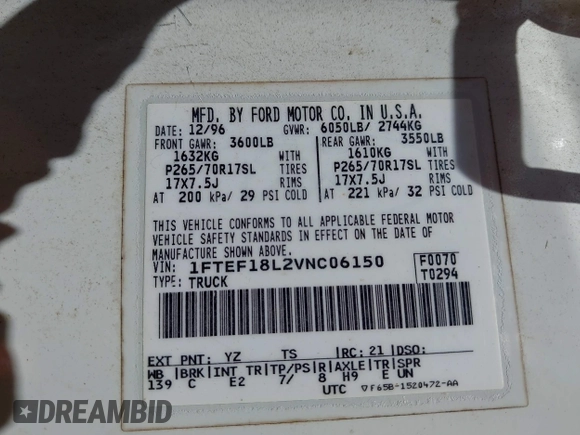 MFD. BY FORD MOTOR CO. IN U.S.A.
DATE: 12/96 GVWR: 6050LB/ 2744KG
FRONT GAWR: 3600LB REAR GAWR: 3550LB
1632KG WITH 1610KG WITH
P265/70R17SL TIRES P265/70R17SL TIRES
17X7.5J RIMS 17X7.5J RIMS
AT 200 kPa/ 29 PSI COLD AT 221 kPa/ 32 PSI COLD
THIS VEHICLE CONFORMS TO ALL APPLICABLE FEDERAL MOTOR
VEHICLE SAFETY STANDARDS IN EFFECT ON THE DATE OF
MANUFACTURE SHOWN ABOVE.
VIN: 1FTEF18L2VNC06150 F0070
TYPE: TRUCK T0294
EXT PNT: YZ TS RC: 21 DSO:
WB BRK INT TR TP/PS R AXLE TR SPR
139 C E2 7/ 8 H9 E UN
UTC ▽F65B-1520472-AA
DREAMBID